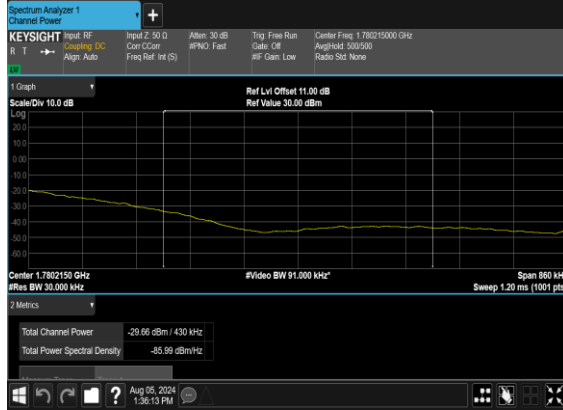 Spectrum Analyzer 1
Channel Power
+
KEYSIGHT Input: RF Input Z: 50 Ω Atten: 30 dB Trig: Free Run Center Freq: 1.780215000 GHz
R T Coupling: DC Corr CCorr #PNO: Fast Gate: Off Avg|Hold: 500/500
Align: Auto Freq Ref: Int (S) #IF Gain: Low Radio Std: None
1 Graph
Ref Lvl Offset 11.00 dB
Scale/Div 10.0 dB Ref Value 30.00 dBm
Log
20.0
10.0
0.00
-10.0
-20.0
-30.0
-40.0
-50.0
-60.0
Center 1.7802150 GHz #Video BW 91.000 kHz* Span 860 kH
#Res BW 30.000 kHz Sweep 1.20 ms (1001 pts
2 Metrics
Total Channel Power -29.66 dBm / 430 kHz
Total Power Spectral Density -85.99 dBm/Hz
?
Aug 05, 2024
1:36:13 PM